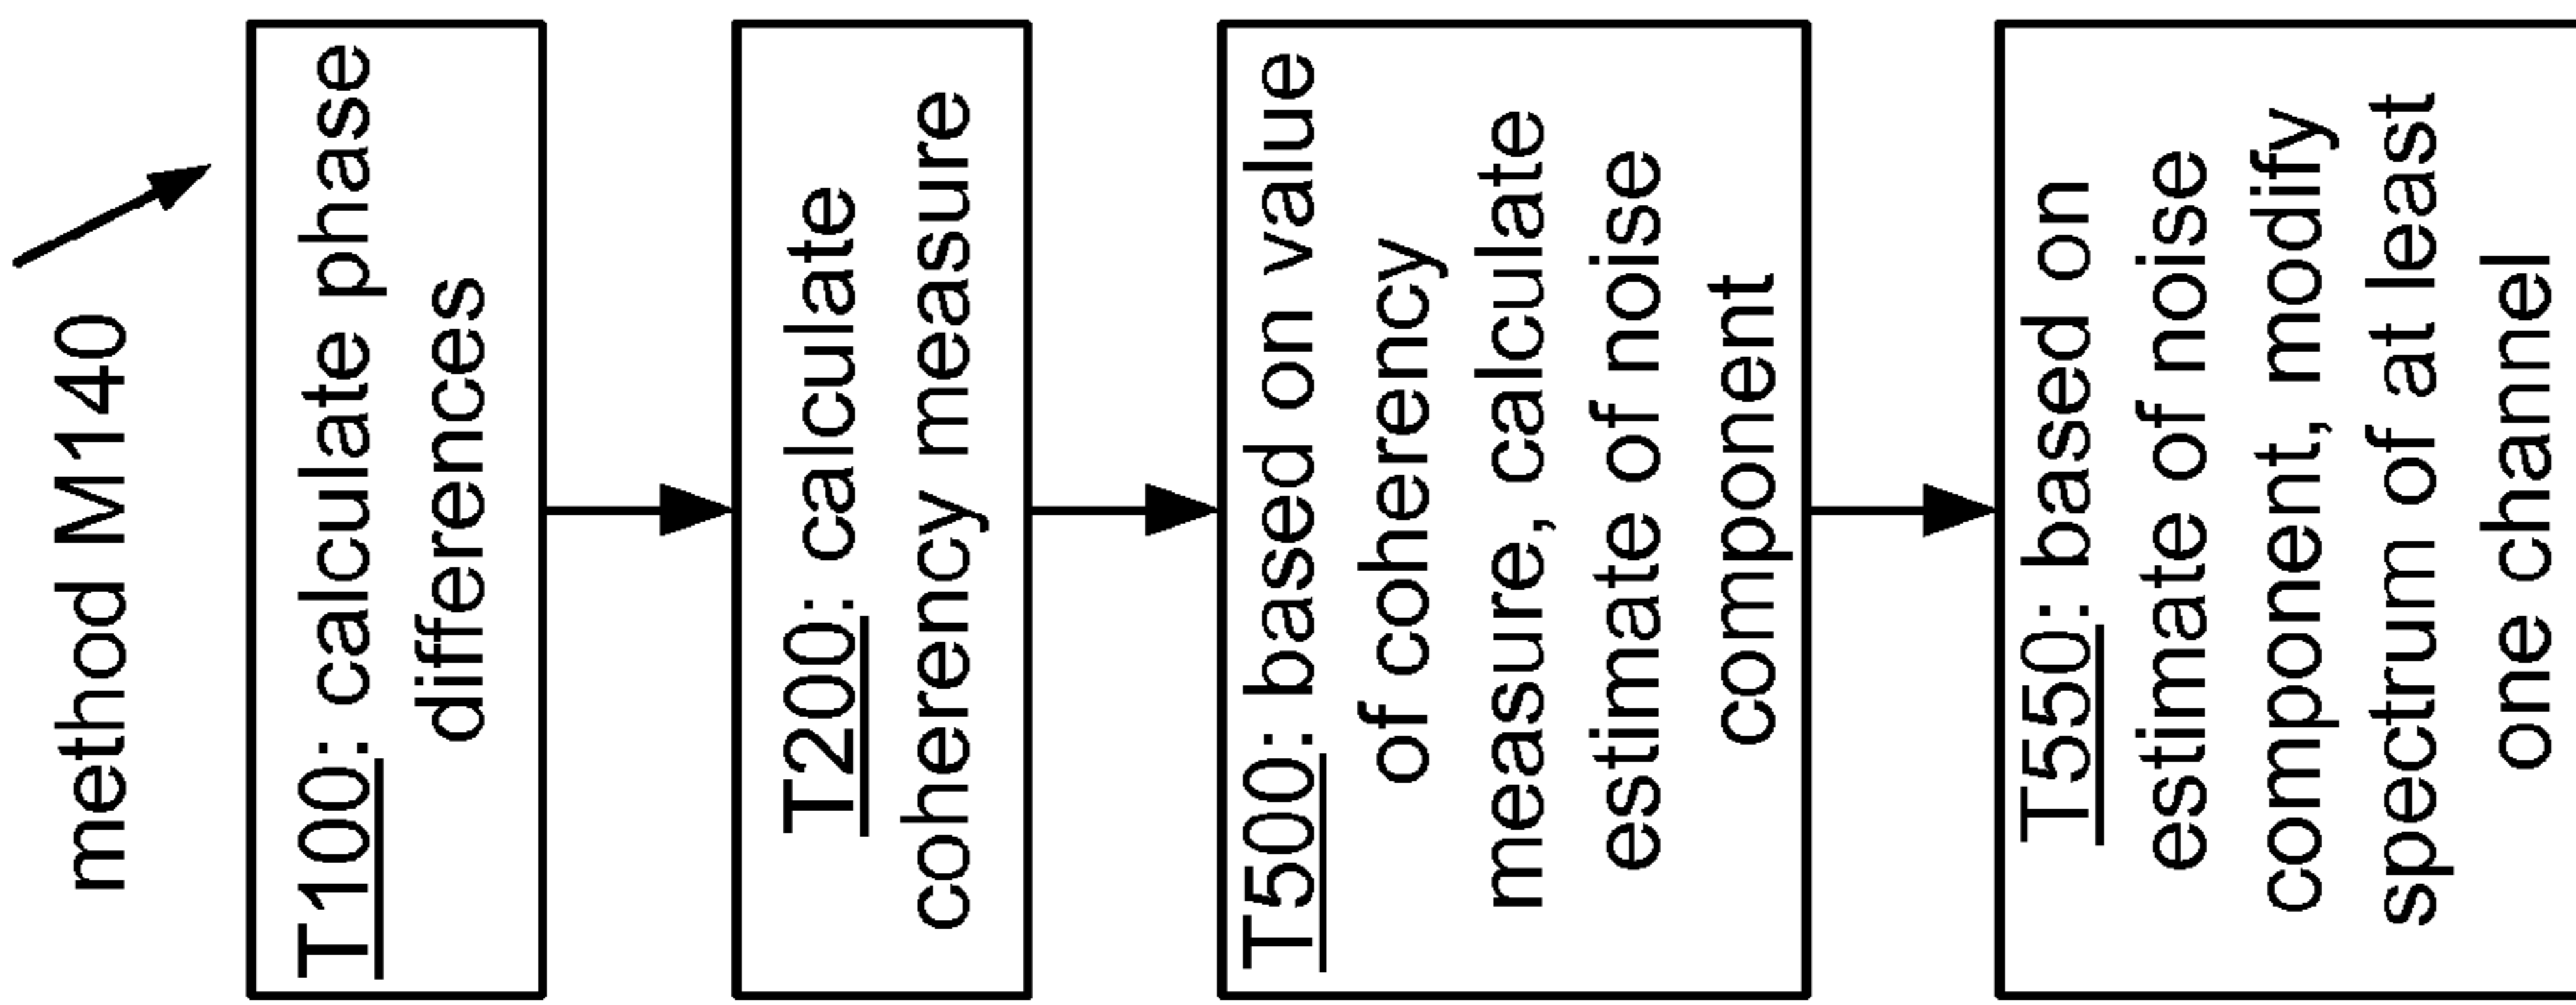 method M140
T100: calculate phase
differences
T200: calculate
coherency measure
T500: based on value
of coherency
measure, calculate
estimate of noise
component
T550: based on
estimate of noise
component, modify
spectrum of at least
one channel